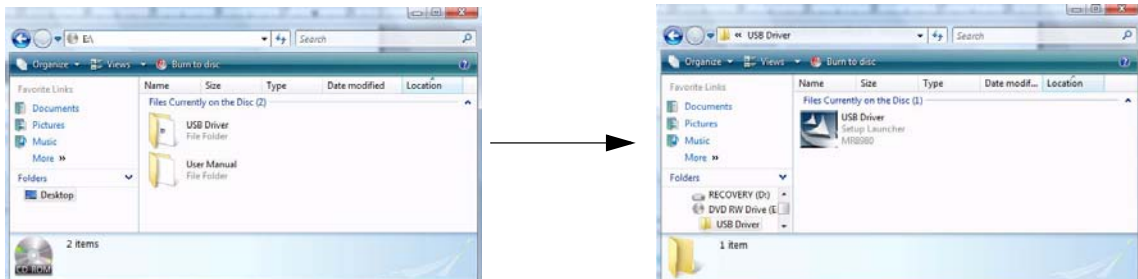 E:\
Search
Organize
Views
Burn to disc
Favorite Links
Documents
Pictures
Music
More »
Folders
Desktop
Name Size Type Date modified Location
Files Currently on the Disc (2)
USB Driver
File Folder
User Manual
File Folder
2 items
CD-ROM
« USB Driver
Search
Organize
Views
Burn to disc
Favorite Links
Documents
Pictures
Music
More »
Folders
RECOVERY (D:)
DVD RW Drive (E
USB Driver
Name Size Type Date modif... Location
Files Currently on the Disc (1)
USB Driver
Setup Launcher
1 item